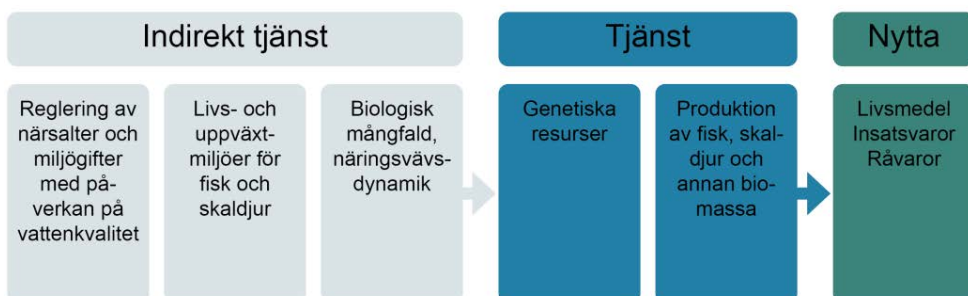 Indirekt tjänst
Tjänst
Nytta
Reglering av
närsalter och
miljögifter
med på-
verkan på
vattenkvalitet
Livs- och
uppväxt-
miljöer för
fisk och
skaldjur
Biologisk
mångfald,
näringsvävs-
dynamik
Genetiska
resurser
Produktion
av fisk, skal-
djur och
annan bio-
massa
Livsmedel
Insatsvaror
Råvaror